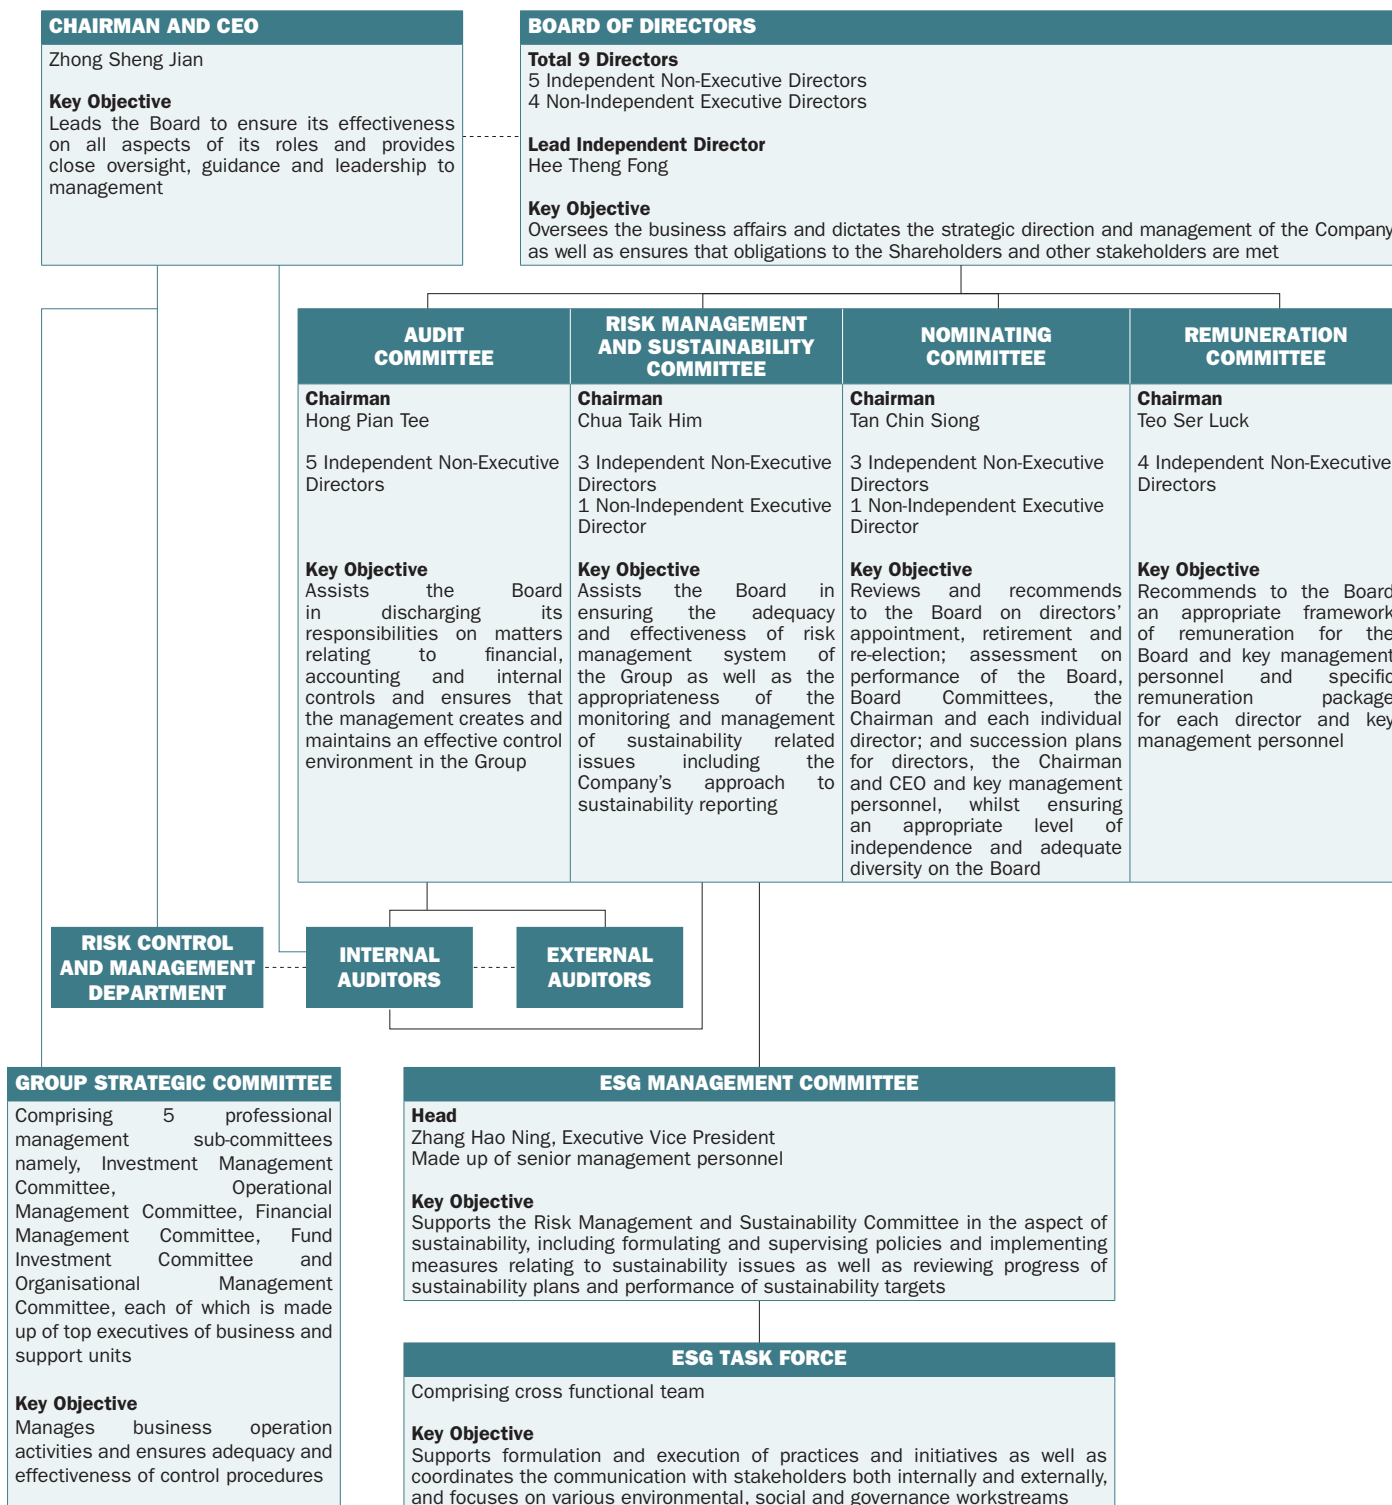 CHAIRMAN AND CEO
Zhong Sheng Jian
Key Objective
Leads the Board to ensure its effectiveness
on all aspects of its roles and provides
close oversight, guidance and leadership to
management
BOARD OF DIRECTORS
Total 9 Directors
5 Independent Non-Executive Directors
4 Non-Independent Executive Directors
Lead Independent Director
Hee Theng Fong
Key Objective
Oversees the business affairs and dictates the strategic direction and management of the Company
as well as ensures that obligations to the Shareholders and other stakeholders are met
AUDIT
COMMITTEE
Chairman
Hong Pian Tee
5 Independent Non-Executive
Directors
Key Objective
Assists the Board
in discharging its
responsibilities on matters
relating to financial,
accounting and internal
controls and ensures that
the management creates and
maintains an effective control
environment in the Group
RISK MANAGEMENT
AND SUSTAINABILITY
COMMITTEE
Chairman
Chua Taik Him
3 Independent Non-Executive
Directors
1 Non-Independent Executive
Director
Key Objective
Assists the Board in
ensuring the adequacy
and effectiveness of risk
management system of
the Group as well as the
appropriateness of the
monitoring and management
of sustainability related
issues including the
Company's approach to
sustainability reporting
NOMINATING
COMMITTEE
Chairman
Tan Chin Siong
3 Independent Non-Executive
Directors
1 Non-Independent Executive
Director
Key Objective
Reviews and recommends
to the Board on directors'
appointment, retirement and
re-election; assessment on
performance of the Board,
Board Committees, the
Chairman and each individual
director; and succession plans
for directors, the Chairman
and CEO and key management
personnel, whilst ensuring
an appropriate level of
independence and adequate
diversity on the Board
REMUNERATION
COMMITTEE
Chairman
Teo Ser Luck
4 Independent Non-Executive
Directors
Key Objective
Recommends to the Board
an appropriate framework
of remuneration for the
Board and key management
personnel and specific
remuneration package
for each director and key
management personnel
RISK CONTROL
AND MANAGEMENT
DEPARTMENT
INTERNAL
AUDITORS
EXTERNAL
AUDITORS
GROUP STRATEGIC COMMITTEE
Comprising 5 professional
management sub-committees
namely, Investment Management
Committee, Operational
Management Committee, Financial
Management Committee, Fund
Investment Committee and
Organisational Management
Committee, each of which is made
up of top executives of business and
support units
Key Objective
Manages business operation
activities and ensures adequacy and
effectiveness of control procedures
ESG MANAGEMENT COMMITTEE
Head
Zhang Hao Ning, Executive Vice President
Made up of senior management personnel
Key Objective
Supports the Risk Management and Sustainability Committee in the aspect of
sustainability, including formulating and supervising policies and implementing
measures relating to sustainability issues as well as reviewing progress of
sustainability plans and performance of sustainability targets
ESG TASK FORCE
Comprising cross functional team
Key Objective
Supports formulation and execution of practices and initiatives as well as
coordinates the communication with stakeholders both internally and externally,
and focuses on various environmental, social and governance workstreams